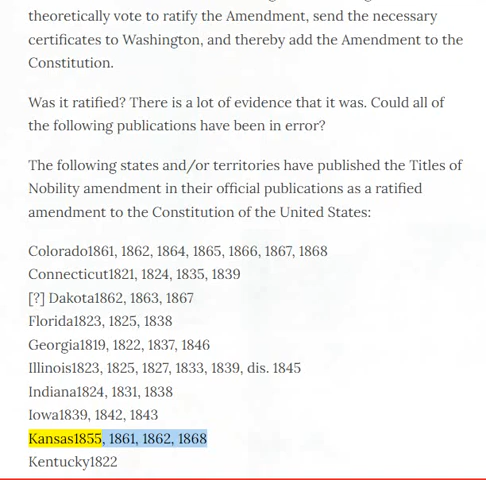 theoretically vote to ratify the Amendment, send the necessary
certificates to Washington, and thereby add the Amendment to the
Constitution.
Was it ratified? There is a lot of evidence that it was. Could all of
the following publications have been in error?
The following states and/or territories have published the Titles of
Nobility amendment in their official publications as a ratified
amendment to the Constitution of the United States:
Colorado1861, 1862, 1864, 1865, 1866, 1867, 1868
Connecticut1821, 1824, 1835, 1839
[?] Dakota1862, 1863, 1867
Florida1823, 1825, 1838
Georgia1819, 1822, 1837, 1846
Illinois1823, 1825, 1827, 1833, 1839, dis. 1845
Indiana1824, 1831, 1838
Iowa1839, 1842, 1843
Kansas1855, 1861, 1862, 1868
Kentucky1822